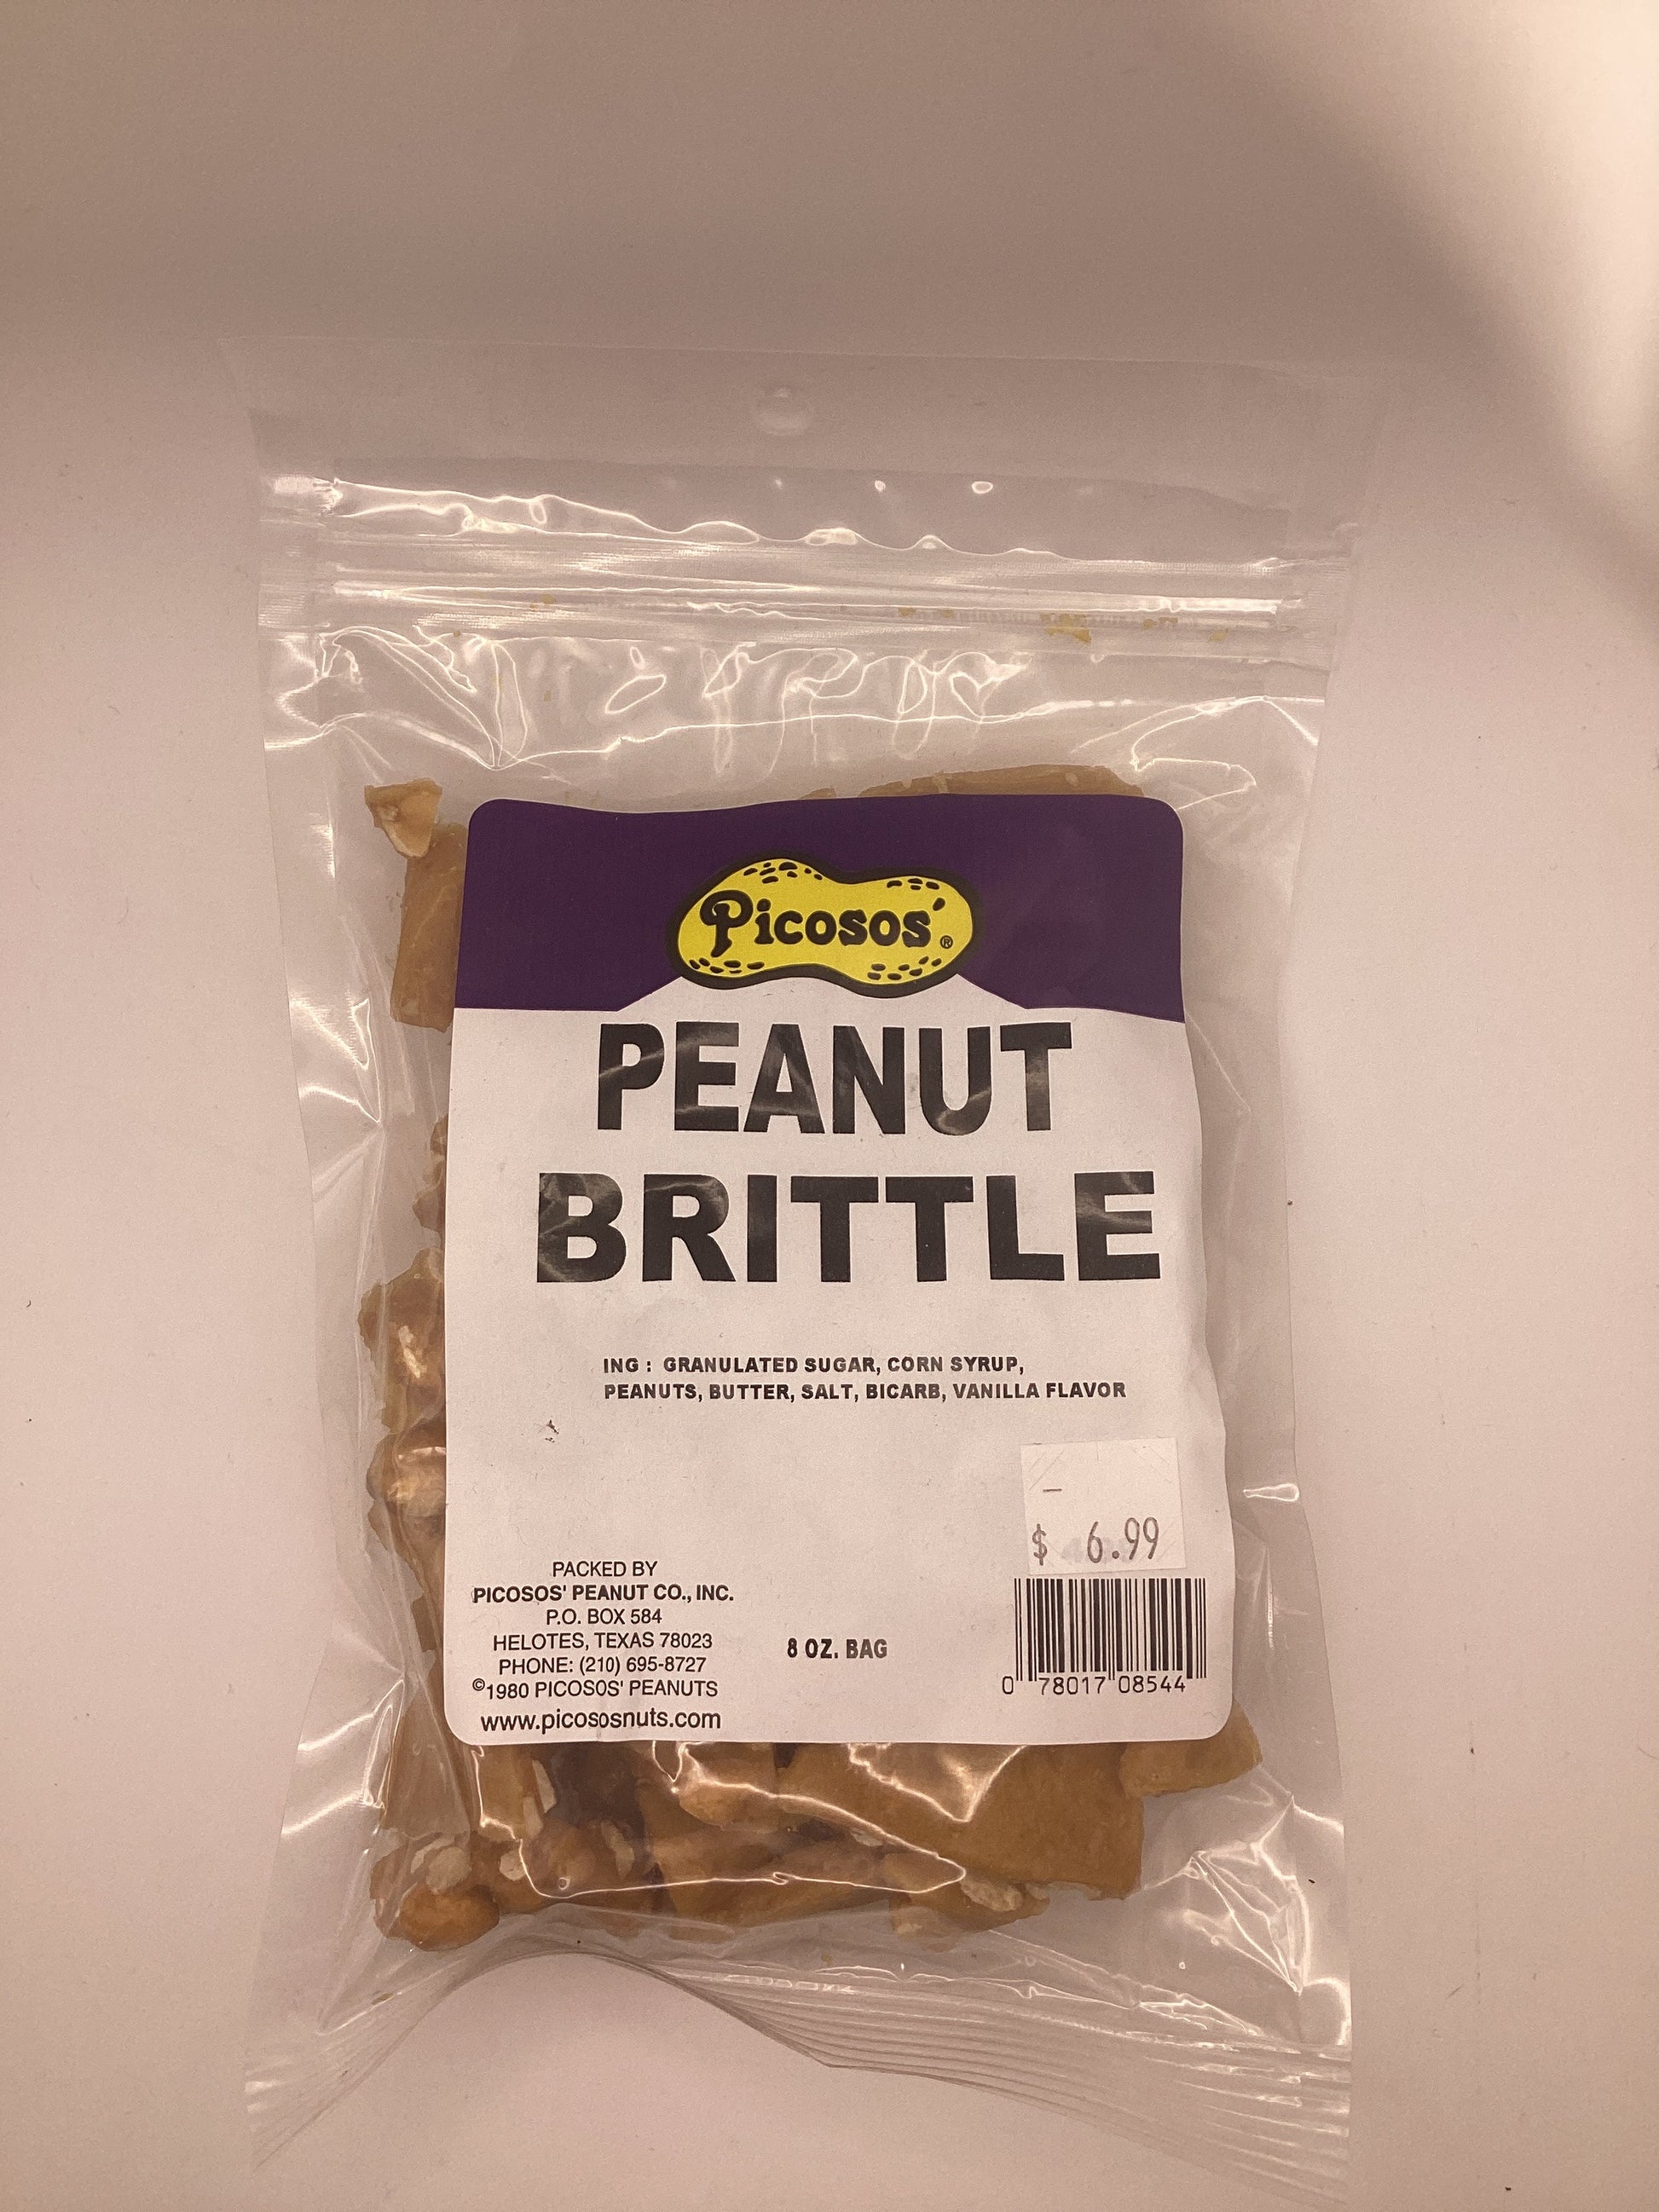 Picosos'®
PEANUT
BRITTLE
ING : GRANULATED SUGAR, CORN SYRUP,
PEANUTS, BUTTER, SALT, BICARB, VANILLA FLAVOR
$ 6.99
PACKED BY
PICOSOS' PEANUT CO., INC.
P.O. BOX 584
HELOTES, TEXAS 78023
PHONE: (210) 695-8727
©1980 PICOSOS' PEANUTS
www.picososnuts.com
8 OZ. BAG
0 78017 08544